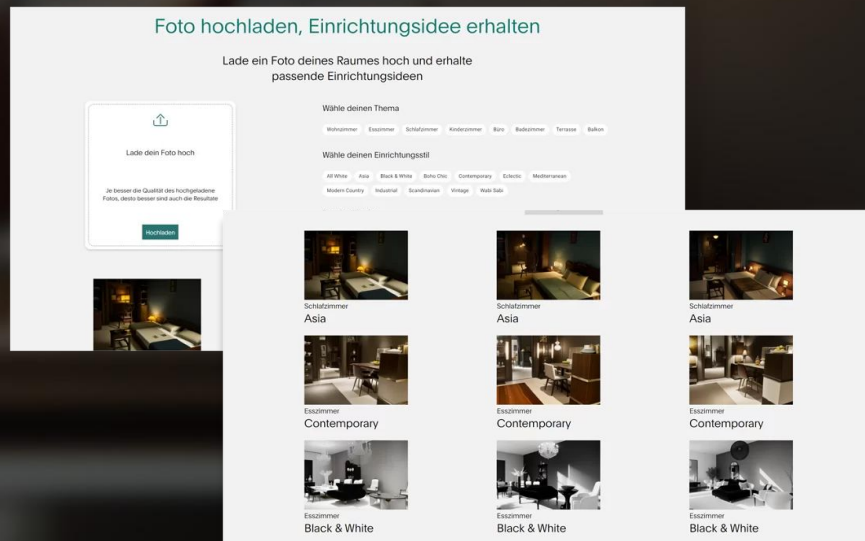 Foto hochladen, Einrichtungsidee erhalten
Lade ein Foto deines Raumes hoch und erhalte
passende Einrichtungsideen
Lade dein Foto hoch
Je besser die Qualität des hochgeladene
Fotos, desto besser sind auch die Resultate
Hochladen
Wähle deinen Thema
Wohnzimmer Esszimmer Schlafzimmer Kinderzimmer Büro Badezimmer Terrasse Balkon
Wähle deinen Einrichtungsstil
All White Asia Black & White Boho Chic Contemporary Eclectic Mediterranean
Modern Country Industrial Scandinavian Vintage Wabi Sabi
Schlafzimmer Schlafzimmer Schlafzimmer
Asia Asia Asia
Esszimmer Esszimmer Esszimmer
Contemporary Contemporary Contemporary
Esszimmer Esszimmer Esszimmer
Black & White Black & White Black & White